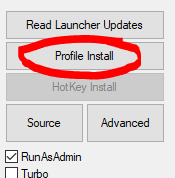 Read Launcher Updates
Profile Install
HotKey Install
Source Advanced
RunAsAdmin
Turbo